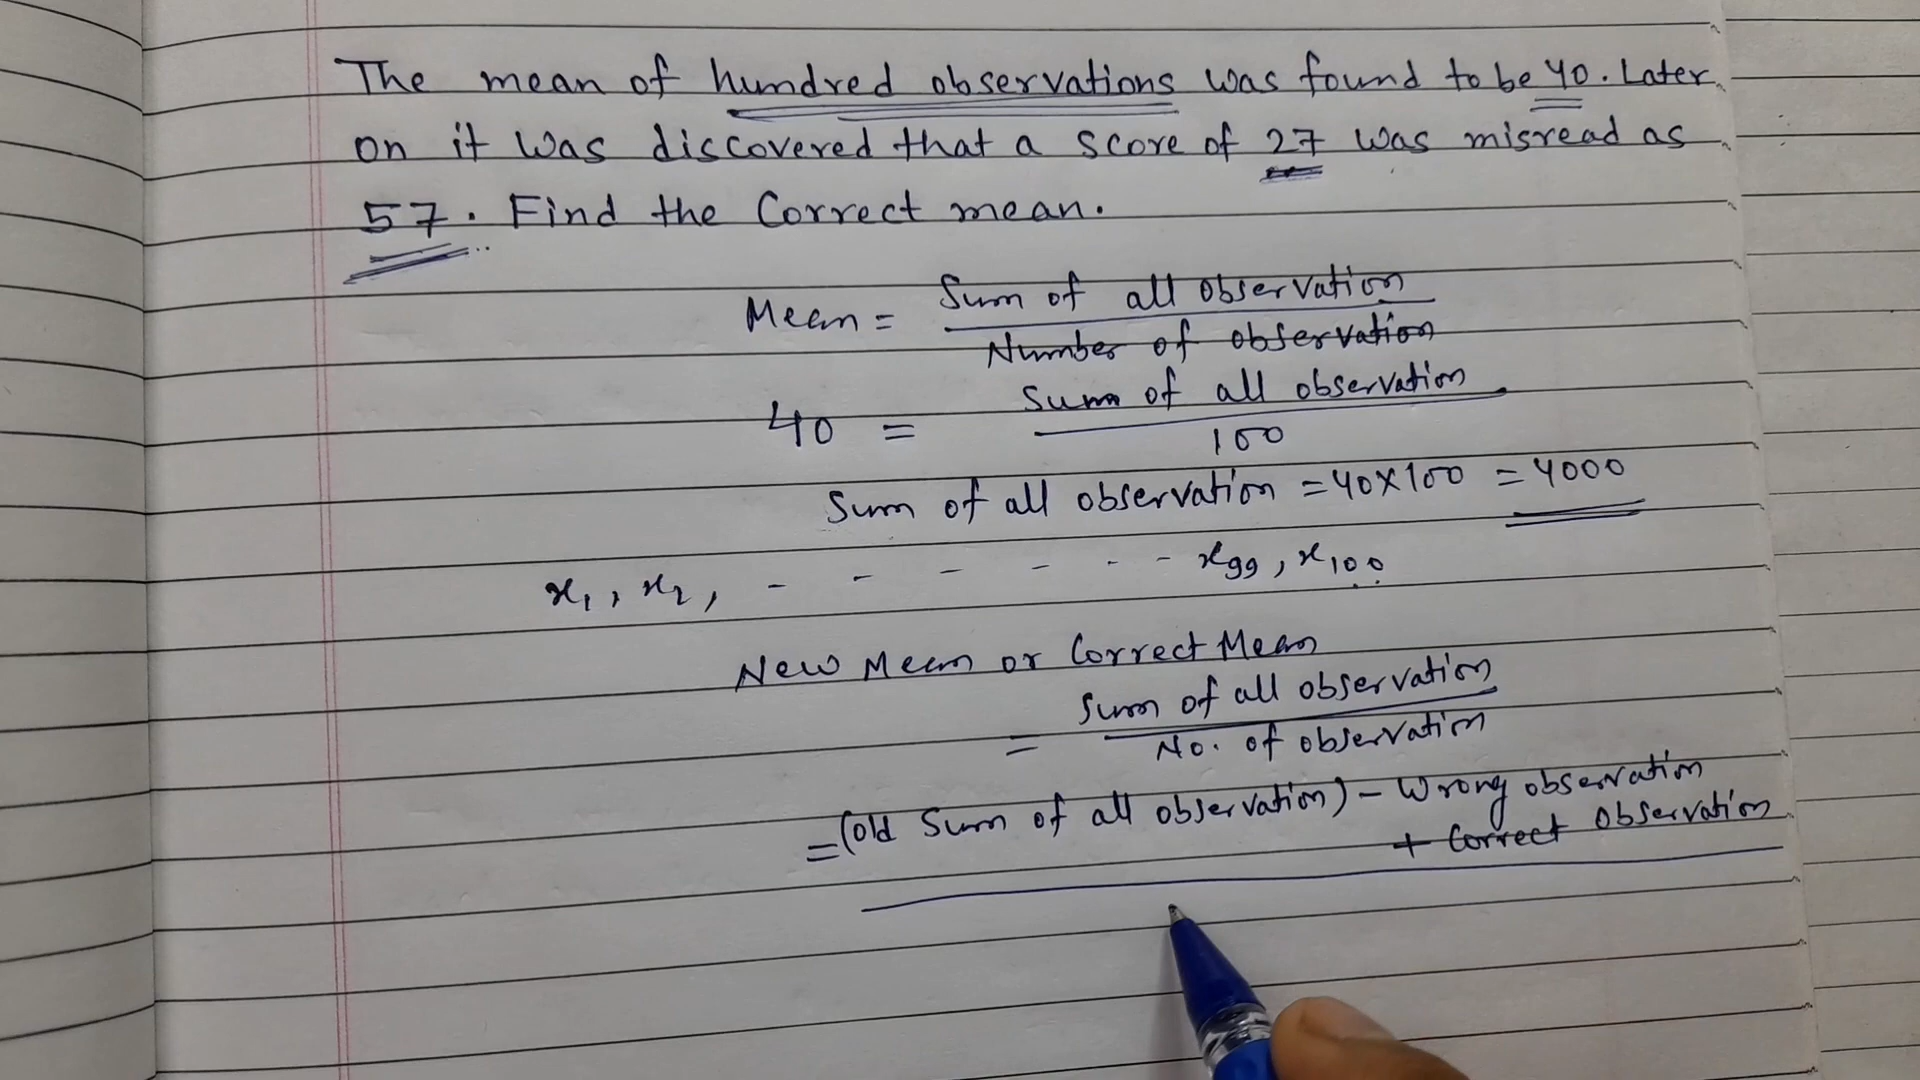 The mean of hundred observations was found to be 40. Later
on it was discovered that a score of 27 was misread as
57. Find the Correct mean.
Mean = Sum of all observation
Number of observation
40 = Sum of all observation
100
Sum of all observation = 40×100 = 4000
x₁, x₂, - - - - - - x₉₉, x₁₀₀
New Mean or Correct Mean
= Sum of all observation
No. of observation
= (old Sum of all observation) - Wrong observation
+ Correct Observation